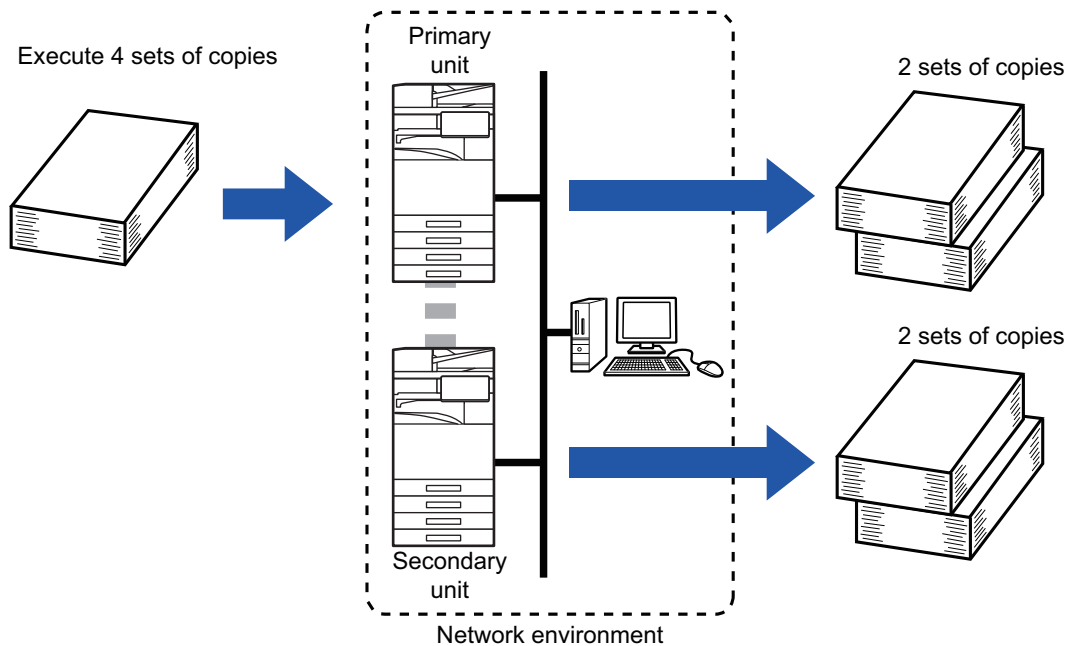 Execute 4 sets of copies
Primary
unit
2 sets of copies
2 sets of copies
Secondary
unit
Network environment